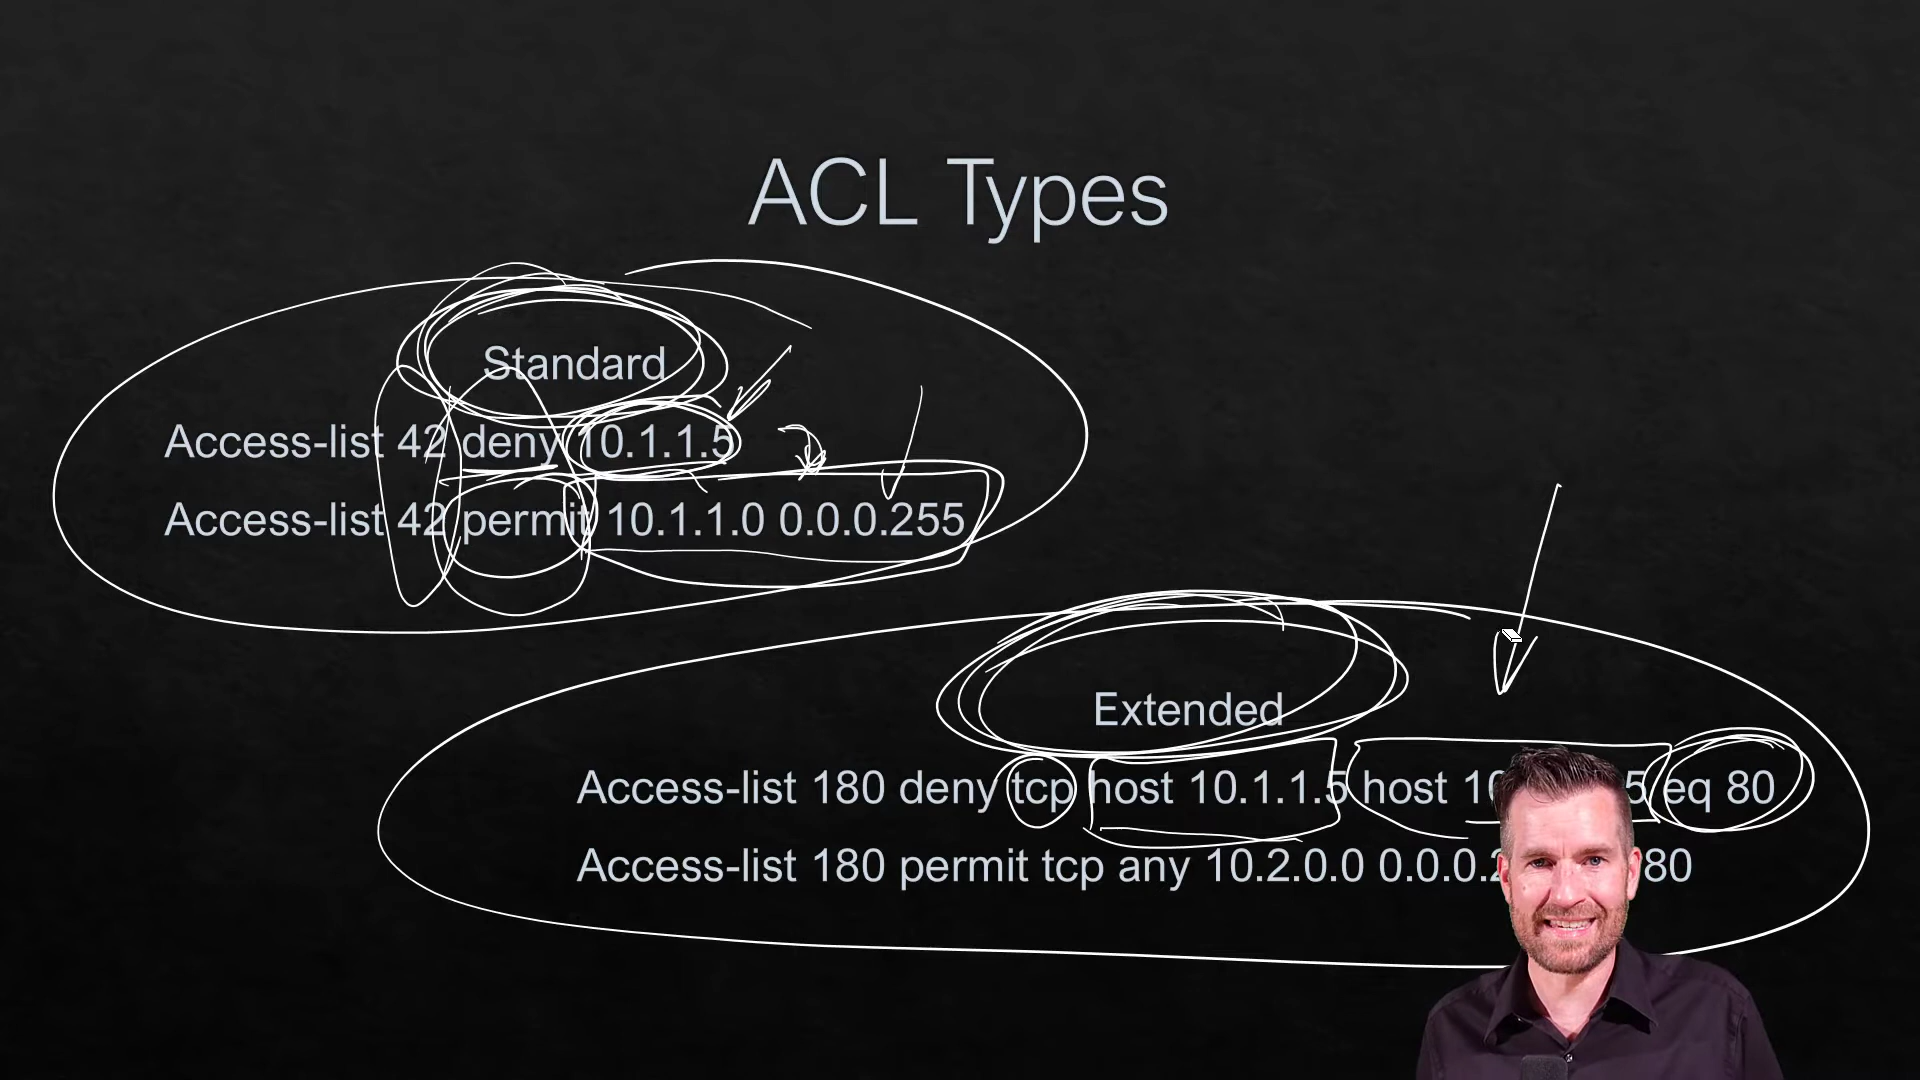 ACL Types
Standard
Access-list 42 deny 10.1.1.5
Access-list 42 permit 10.1.1.0 0.0.0.255
Extended
Access-list 180 deny tcp host 10.1.1.5 host eq 80
Access-list 180 permit tcp any 10.2.0.0 80